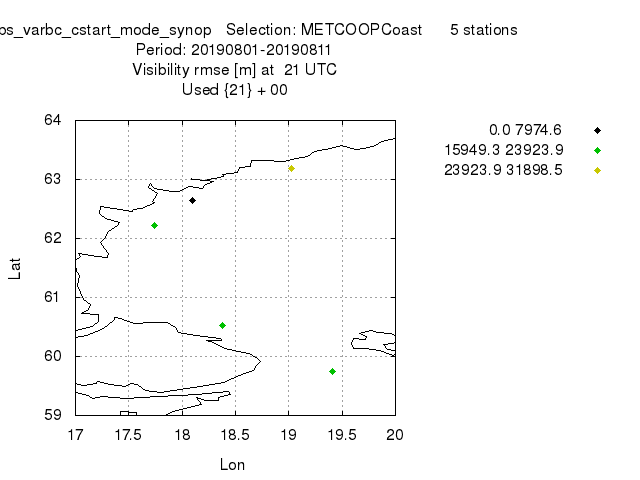 ps_varbc_cstart_mode_synop Selection: METCOOPCoast 5 stations
Period: 20190801-20190811
Visibility rmse [m] at 21 UTC
Used {21} + 00
0.0 7974.6
15949.3 23923.9
23923.9 31898.5
64
63
62
61
60
59
Lat
17 17.5 18 18.5 19 19.5 20
Lon